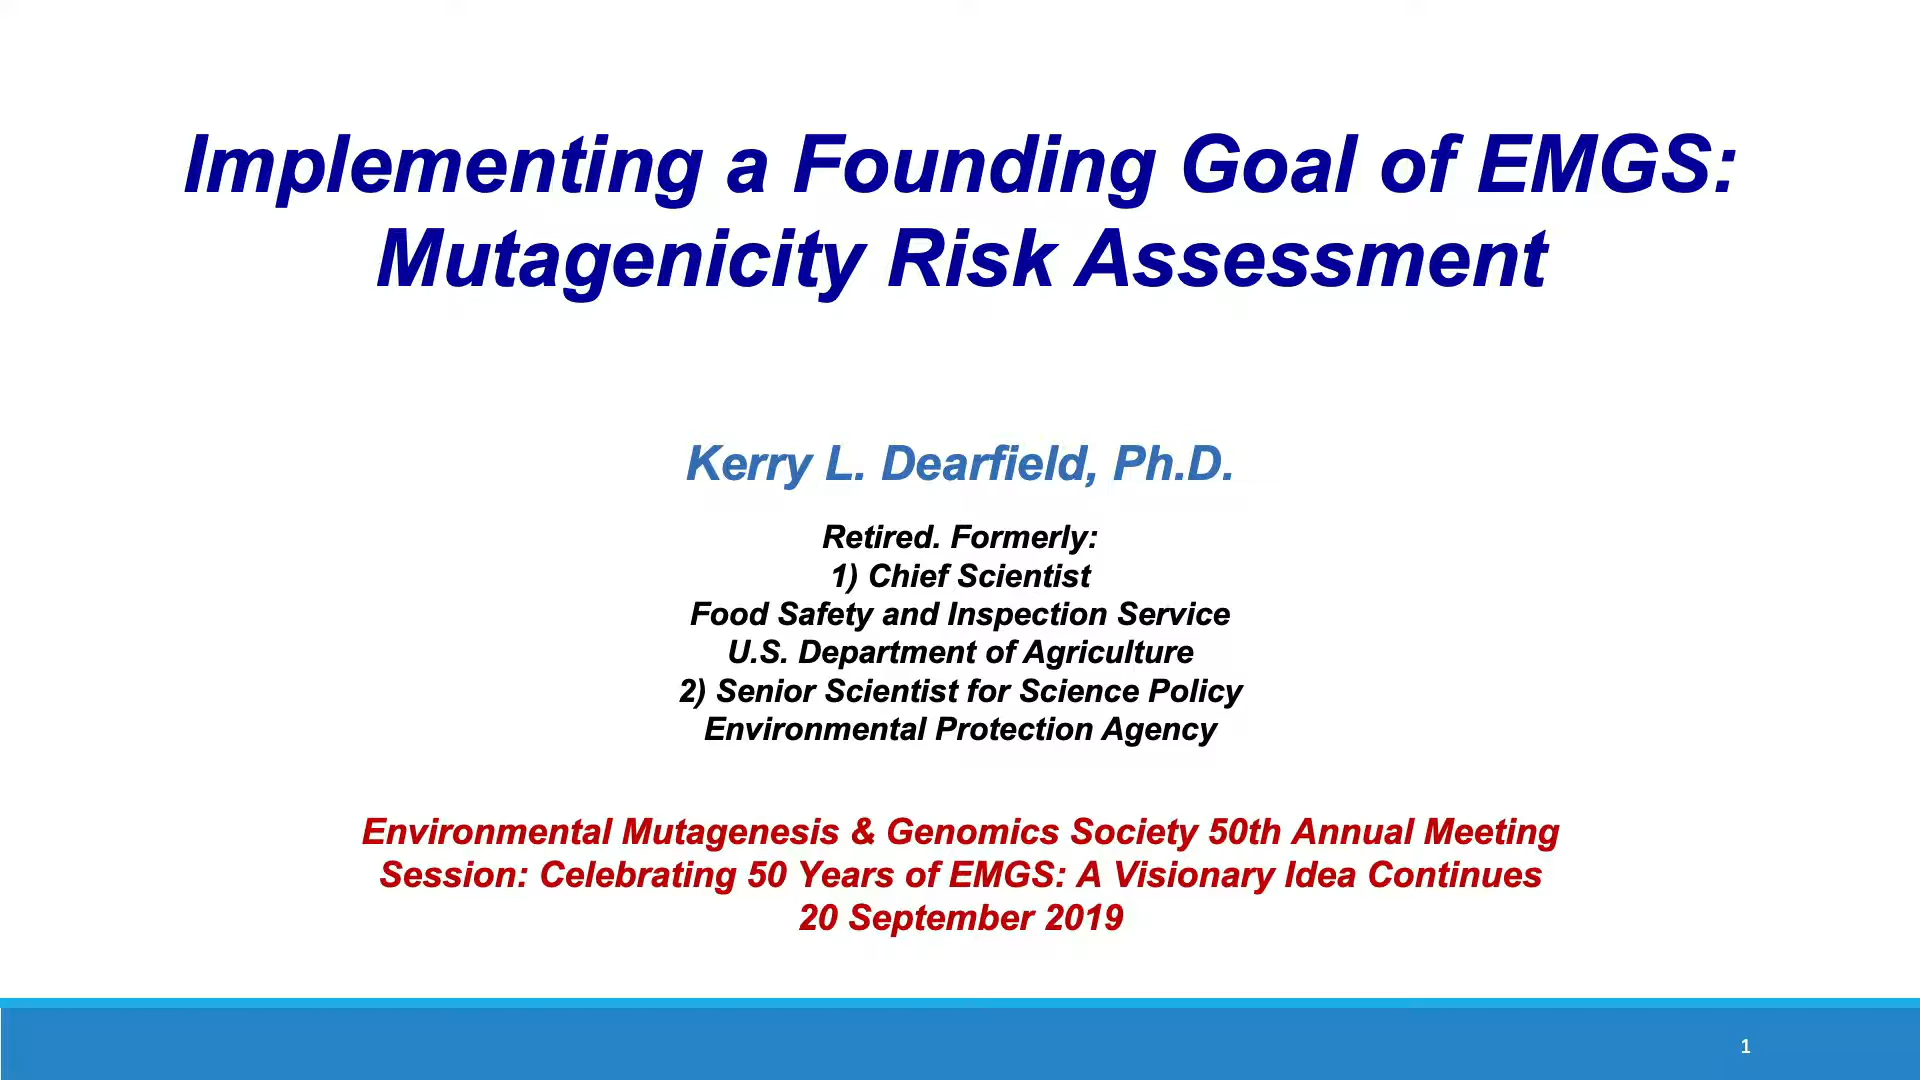 Implementing a Founding Goal of EMGS:
Mutagenicity Risk Assessment
Kerry L. Dearfield, Ph.D.
Retired. Formerly:
1) Chief Scientist
Food Safety and Inspection Service
U.S. Department of Agriculture
2) Senior Scientist for Science Policy
Environmental Protection Agency
Environmental Mutagenesis & Genomics Society 50th Annual Meeting
Session: Celebrating 50 Years of EMGS: A Visionary Idea Continues
20 September 2019
1